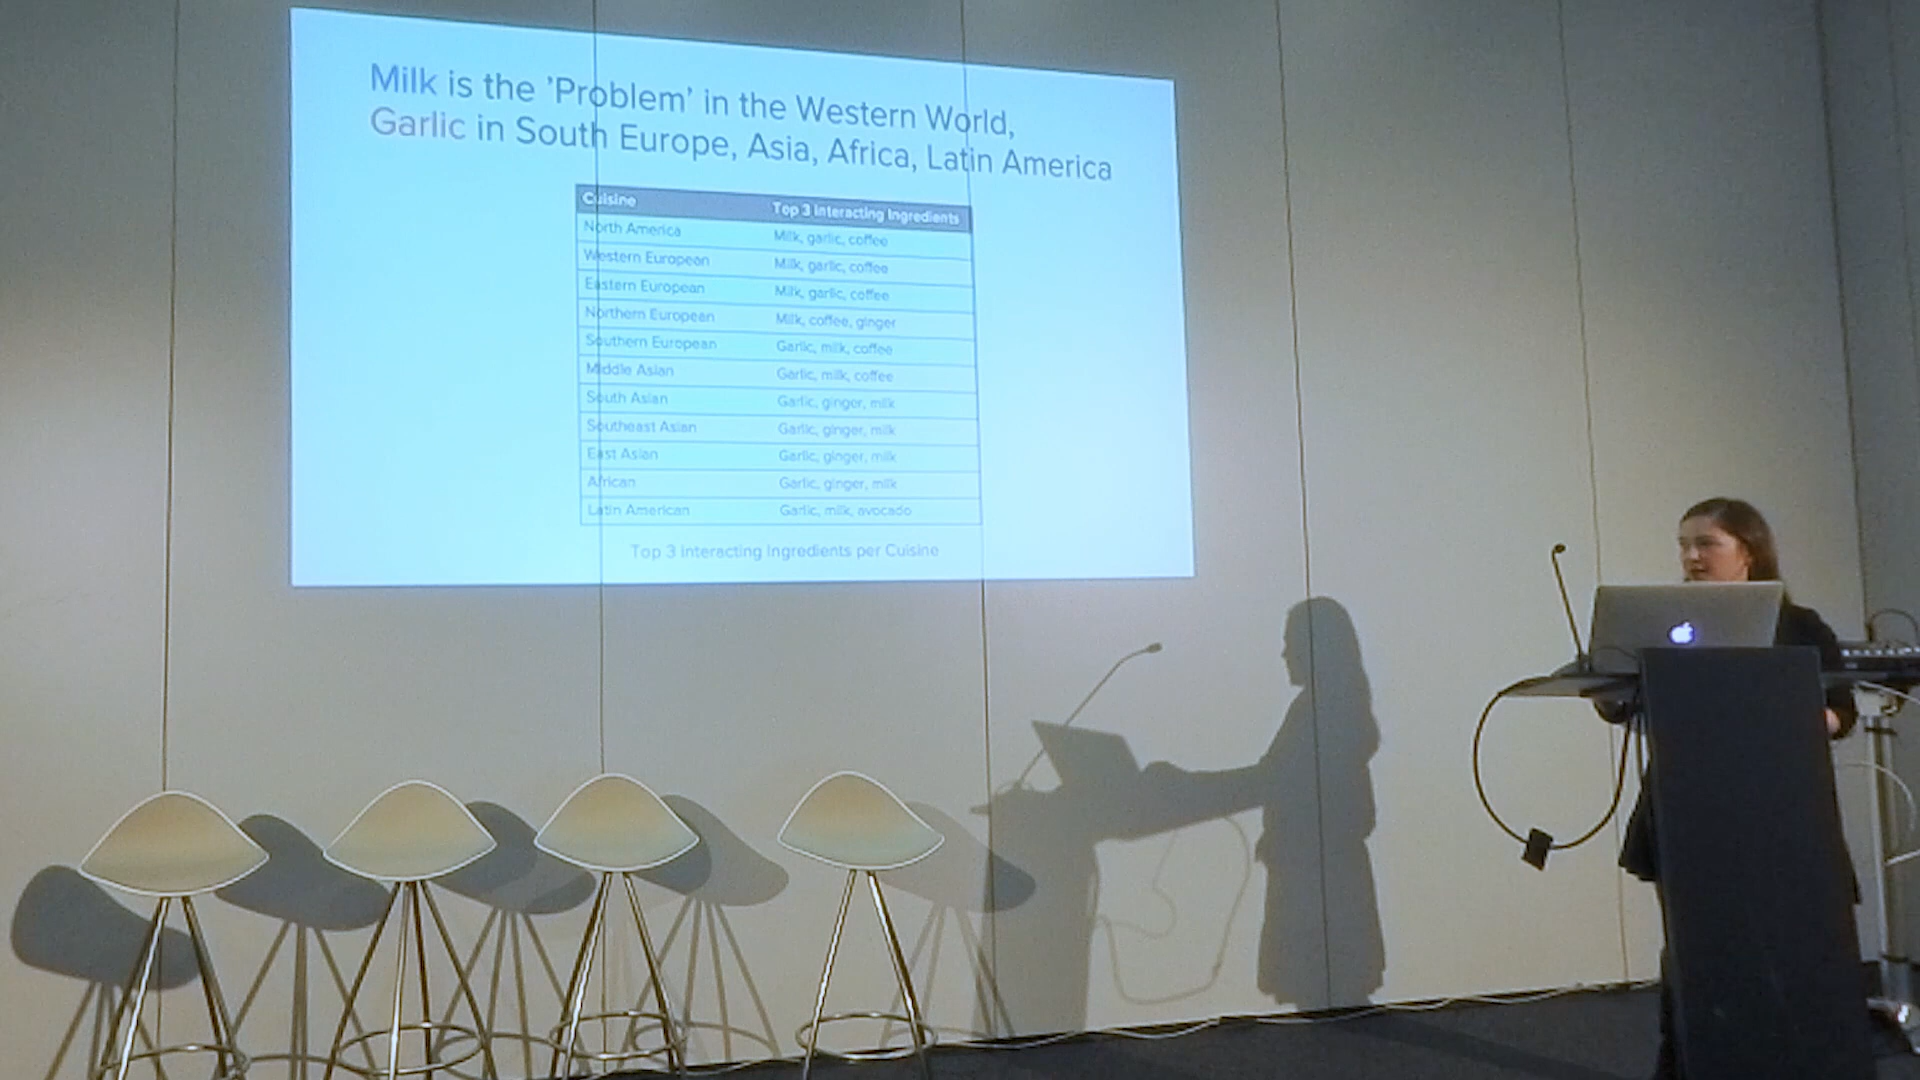 Milk is the 'Problem' in the Western World,
Garlic in South Europe, Asia, Africa, Latin America
Cuisine Top 3 Interacting Ingredients
North America Milk, garlic, coffee
Western European Milk, garlic, coffee
Eastern European Milk, garlic, coffee
Northern European Milk, coffee, ginger
Southern European Garlic, milk, coffee
Middle Asian Garlic, milk, coffee
South Asian Garlic, ginger, milk
Southeast Asian Garlic, ginger, milk
East Asian Garlic, ginger, milk
African Garlic, ginger, milk
Latin American Garlic, milk, avocado
Top 3 Interacting Ingredients per Cuisine